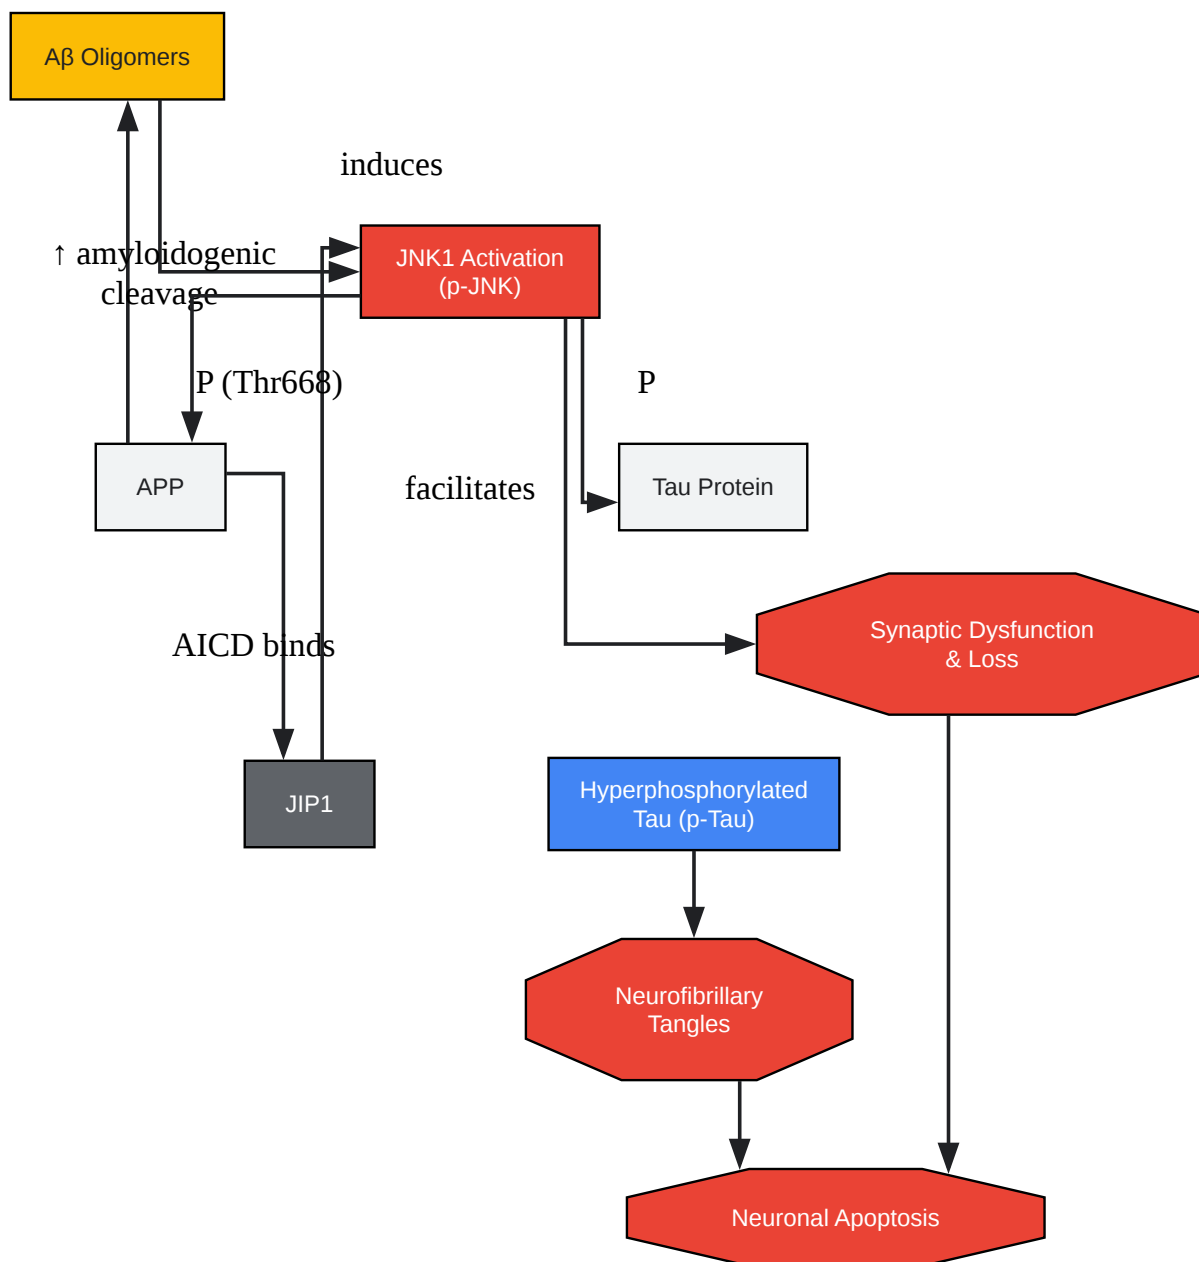 Aβ Oligomers
induces
↑ amyloidogenic
cleavage
JNK1 Activation
(p-JNK)
P (Thr668)
P
APP
facilitates
Tau Protein
AICD binds
Synaptic Dysfunction
& Loss
JIP1
Hyperphosphorylated
Tau (p-Tau)
Neurofibrillary
Tangles
Neuronal Apoptosis